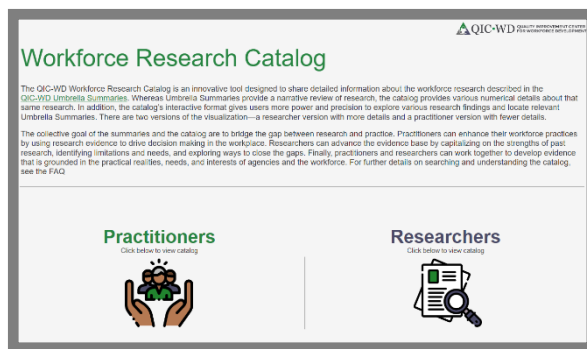 QIC-WD QUALITY IMPROVEMENT CENTER
FOR WORKFORCE DEVELOPMENT
Workforce Research Catalog
The QIC-WD Workforce Research Catalog is an innovative tool designed to share detailed information about the workforce research described in the
QIC-WD Umbrella Summaries. Whereas Umbrella Summaries provide a narrative review of research, the catalog provides various numerical details about that
same research. In addition, the catalog's interactive format gives users more power and precision to explore various research findings and locate relevant
Umbrella Summaries. There are two versions of the visualization—a researcher version with more details and a practitioner version with fewer details.
The collective goal of the summaries and the catalog are to bridge the gap between research and practice. Practitioners can enhance their workforce practices
by using research evidence to drive decision making in the workplace. Researchers can advance the evidence base by capitalizing on the strengths of past
research, identifying limitations and needs, and exploring ways to close the gaps. Finally, practitioners and researchers can work together to develop evidence
that is grounded in the practical realities, needs, and interests of agencies and the workforce. For further details on searching and understanding the catalog,
see the FAQ
Practitioners
Click below to view catalog
Researchers
Click below to view catalog